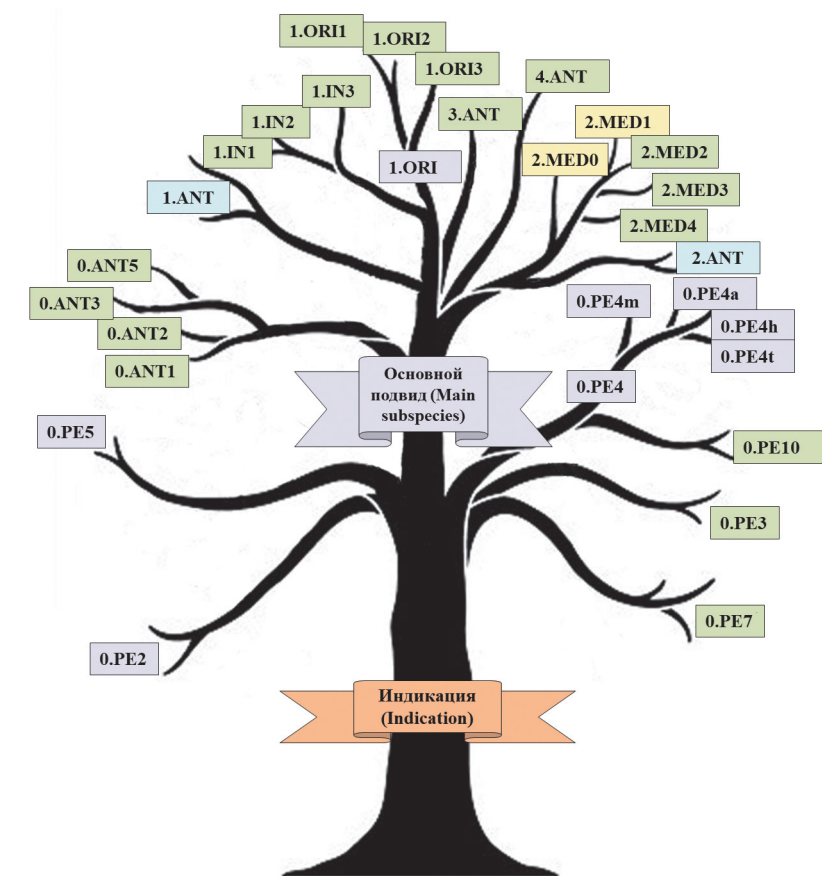 1.ORI1
1.ORI2
1.ORI3
4.ANT
1.IN3
3.ANT
1.IN2
2.MED1
1.IN1
2.MED2
2.MED0
1.ORI
2.MED3
1.ANT
2.MED4
2.ANT
0.ANT5
0.PE4a
0.ANT3
0.PE4m
0.PE4h
0.ANT2
0.PE4t
0.ANT1
Основной
подвид (Main
subspecies)
0.PE4
0.PE5
0.PE10
0.PE3
0.PE7
0.PE2
Индикация
(Indication)